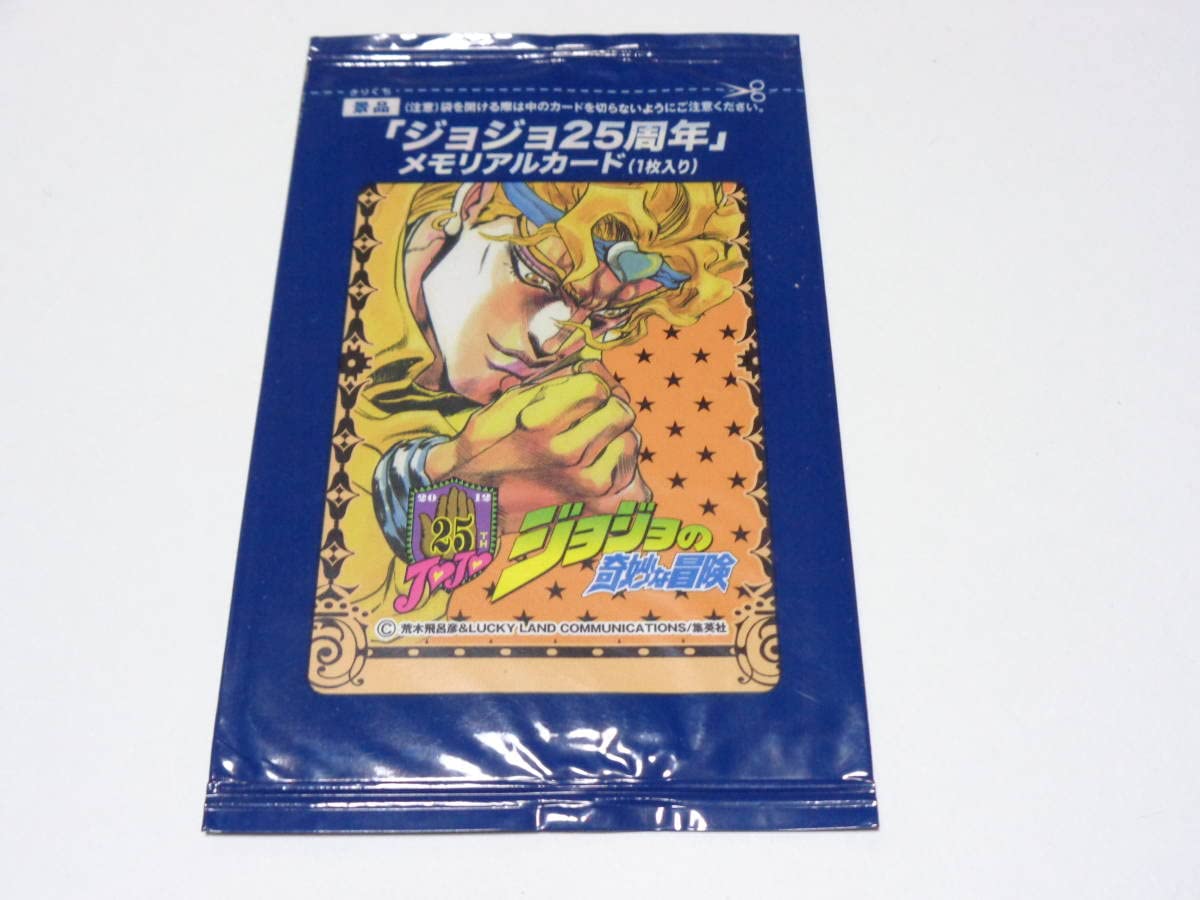 きりくち
景品 (注意)袋を開ける際は中のカードを切らないようにご注意ください。
「ジョジョ25周年」
メモリアルカード(1枚入り)
2012
25TH
JoJo
ジョジョの
奇妙な冒険
©荒木飛呂彦&LUCKY LAND COMMUNICATIONS/集英社